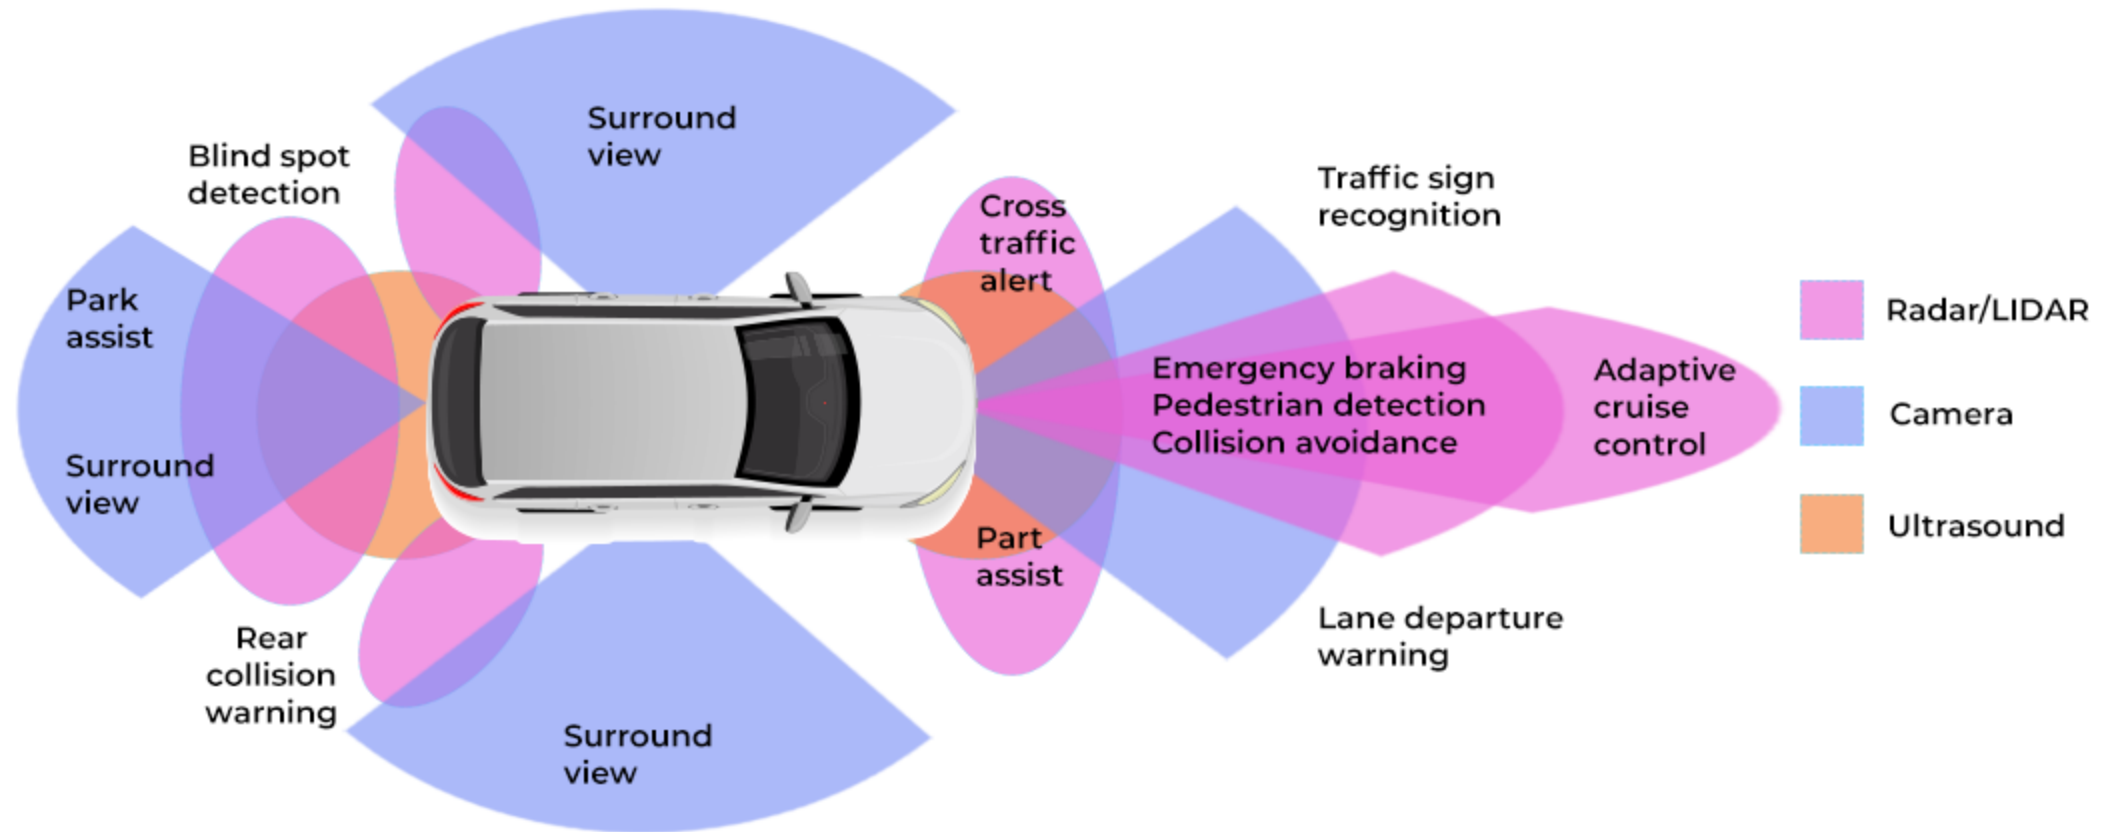 Surround
view
Blind spot
detection
Park
assist
Surround
view
Rear
collision
warning
Surround
view
Cross
traffic
alert
Part
assist
Traffic sign
recognition
Emergency braking
Pedestrian detection
Collision avoidance
Adaptive
cruise
control
Lane departure
warning
Radar/LIDAR
Camera
Ultrasound